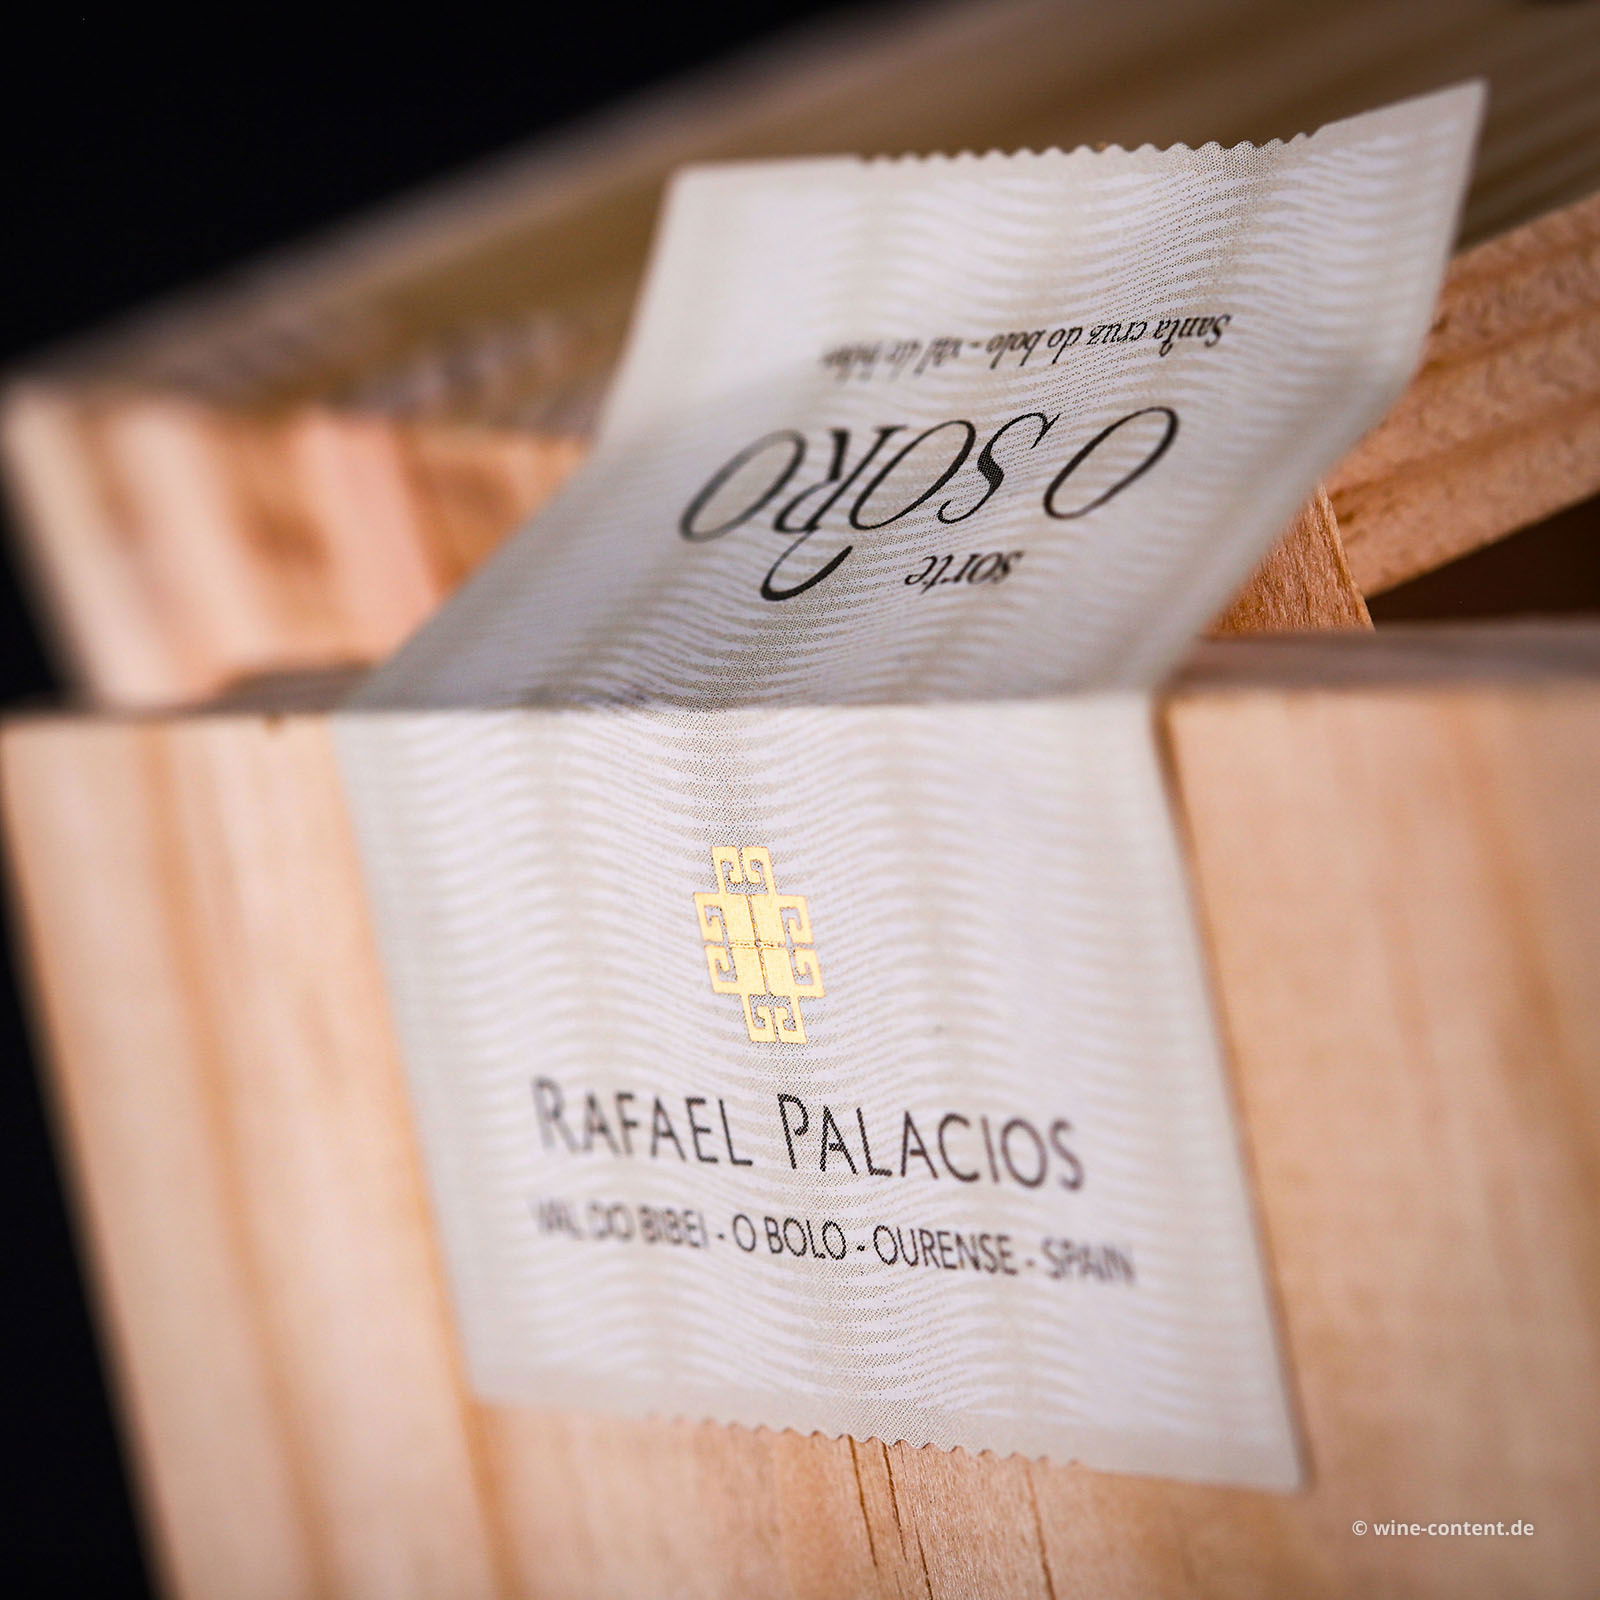 sorte
O SORO
Santa cruz do bolo - val do bibei
RAFAEL PALACIOS
VAL DO BIBEI - O BOLO - OURENSE - SPAIN
© wine-content.de